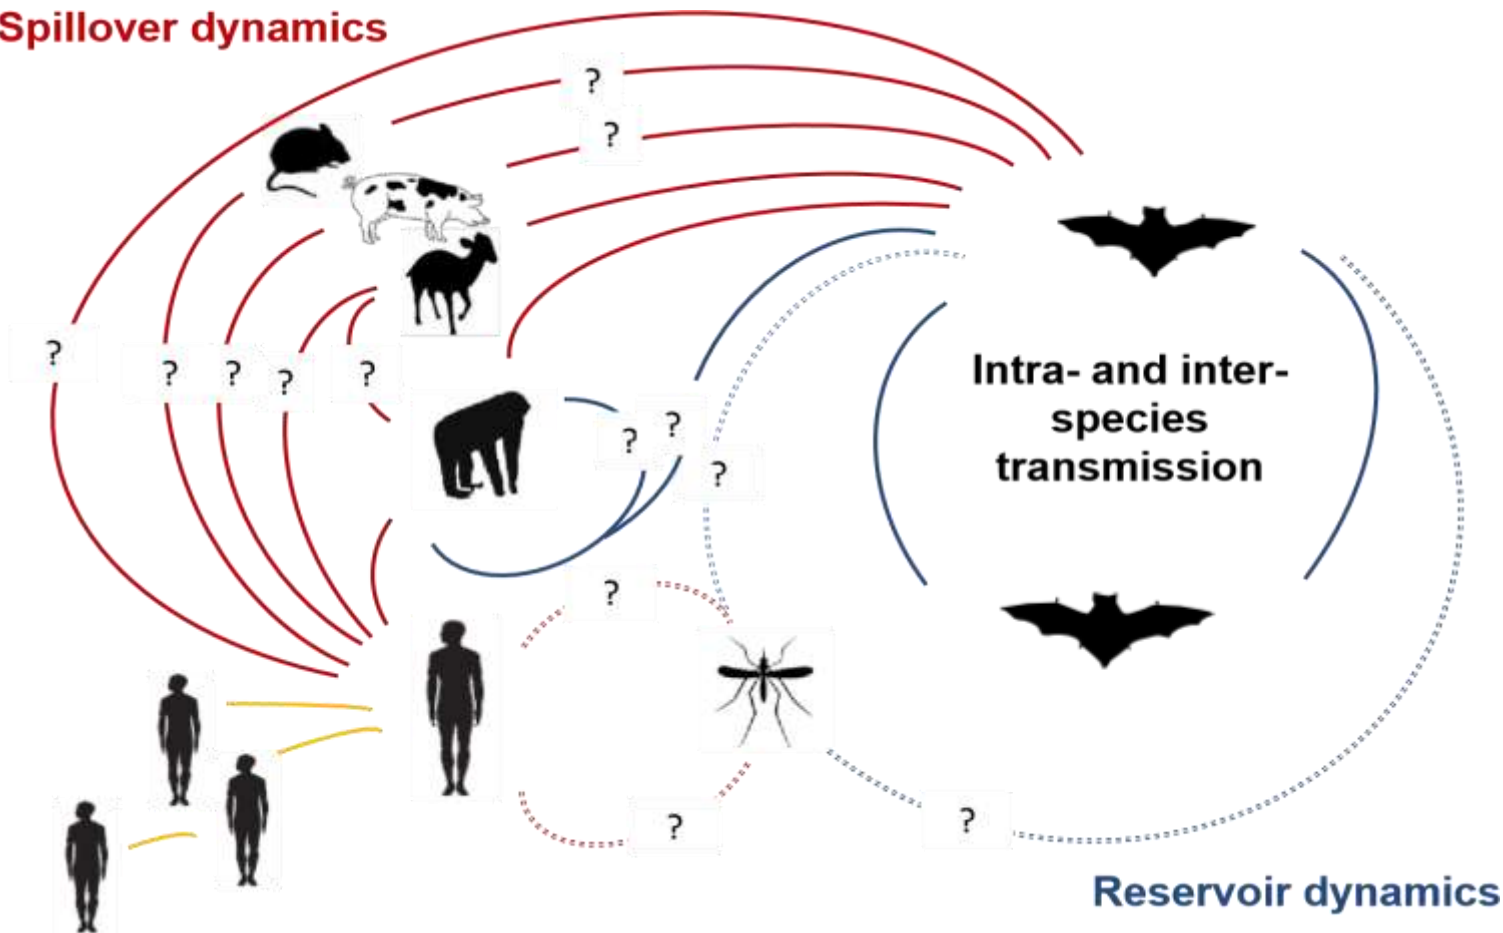 Spillover dynamics
?
?
?
?
?
?
?
?
?
?
Intra- and inter-
species
transmission
?
?
?
Reservoir dynamics